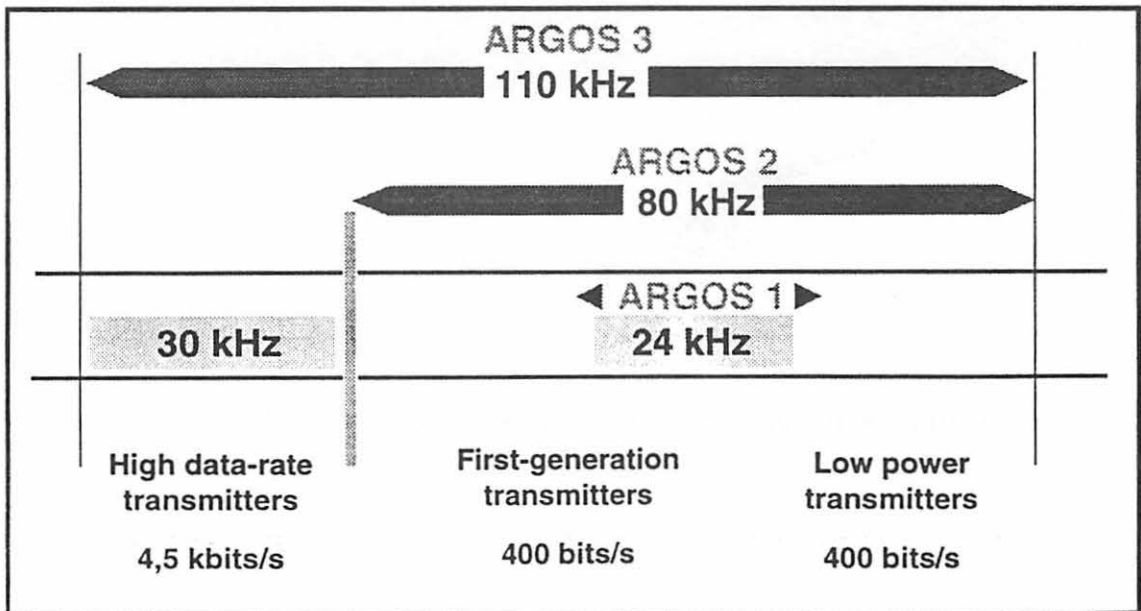 ARGOS 3
110 kHz
ARGOS 2
80 kHz
ARGOS 1
30 kHz
24 kHz
High data-rate
transmitters
4,5 kbits/s
First-generation
transmitters
400 bits/s
Low power
transmitters
400 bits/s